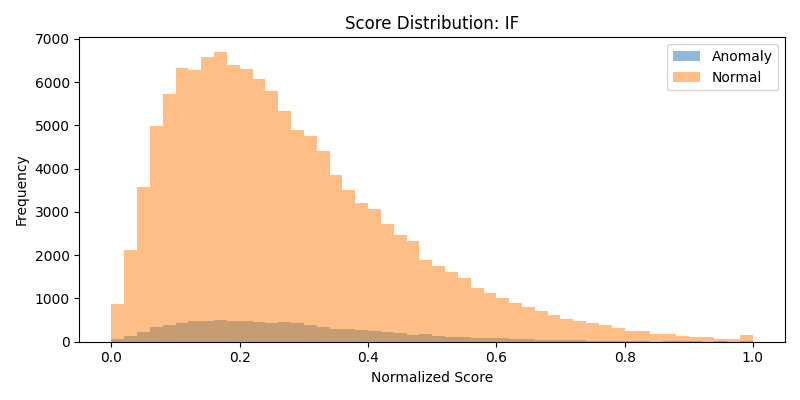 Score Distribution: IF
Anomaly
Normal
Frequency
7000
6000
5000
4000
3000
2000
1000
0
0.0 0.2 0.4 0.6 0.8 1.0
Normalized Score